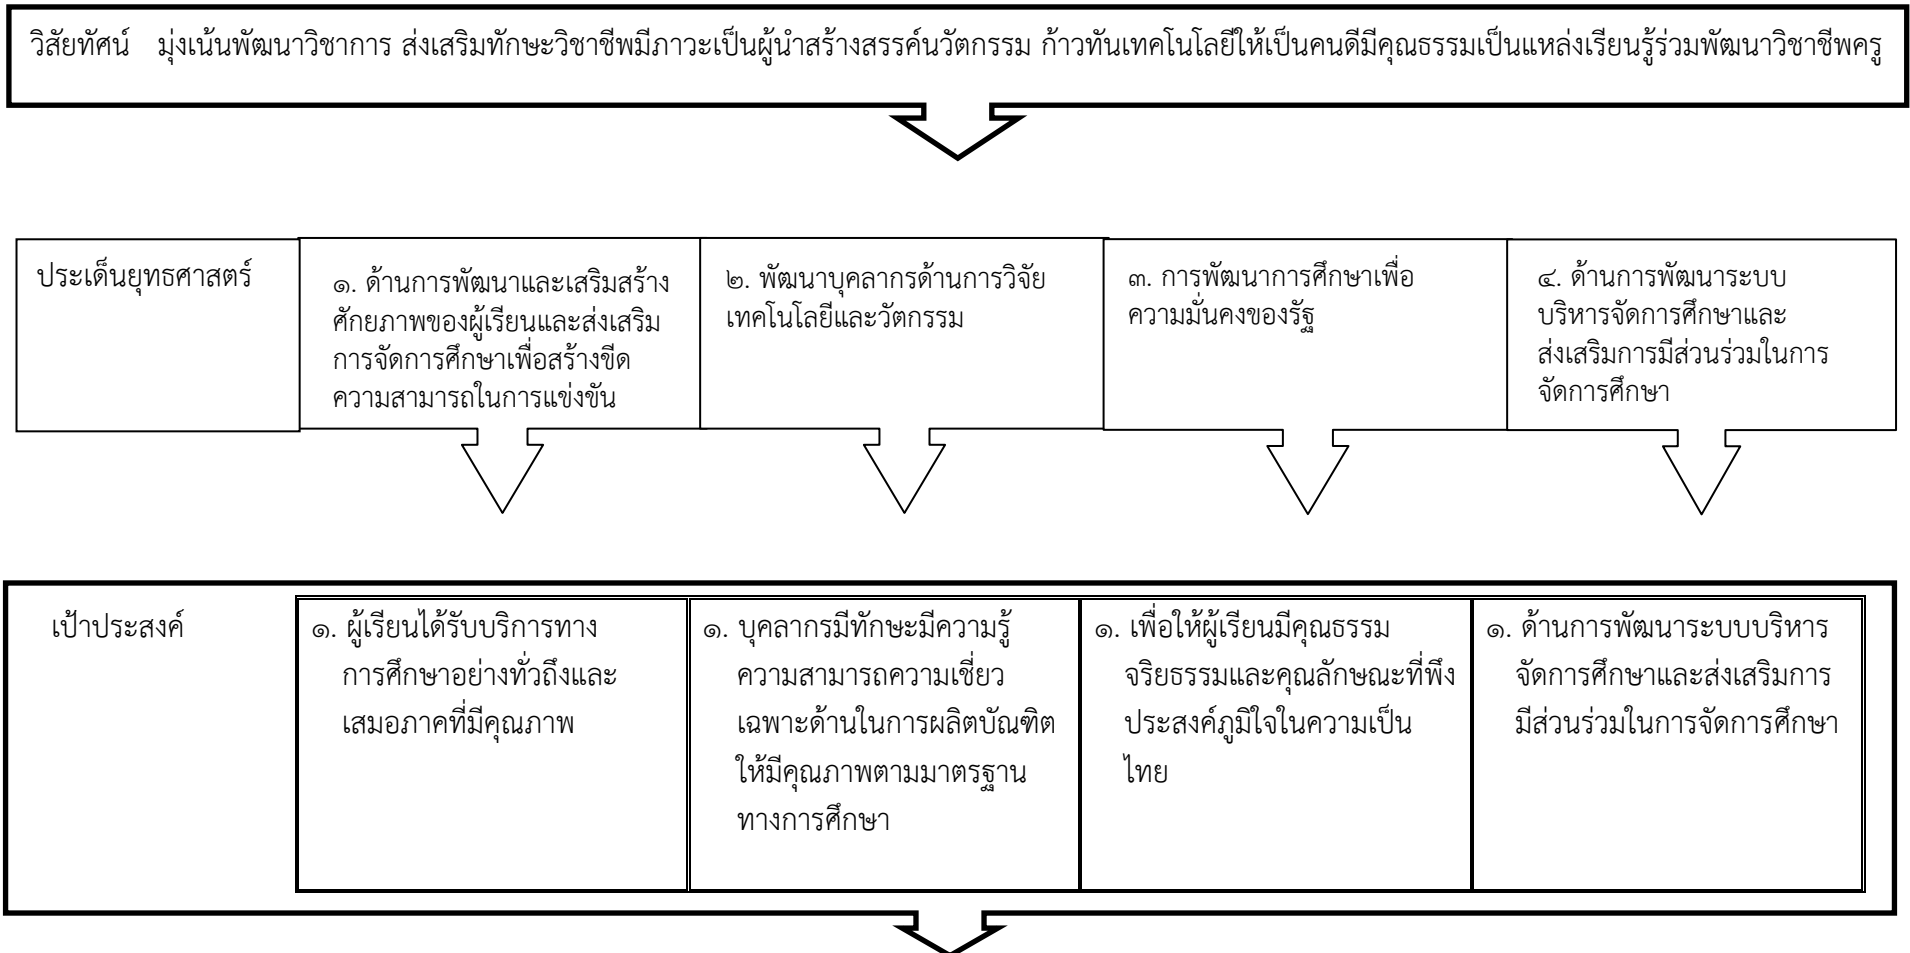 วิสัยทัศน์ มุ่งเน้นพัฒนาวิชาการ ส่งเสริมทักษะวิชาชีพมีภาวะเป็นผู้นำสร้างสรรค์นวัตกรรม ก้าวทันเทคโนโลยีให้เป็นคนดีมีคุณธรรมเป็นแหล่งเรียนรู้ร่วมพัฒนาวิชาชีพครู
ประเด็นยุทธศาสตร์
๑. ด้านการพัฒนาและเสริมสร้าง
ศักยภาพของผู้เรียนและส่งเสริม
การจัดการศึกษาเพื่อสร้างขีด
ความสามารถในการแข่งขัน
๒. พัฒนาบุคลากรด้านการวิจัย
เทคโนโลยีและวัตกรรม
๓. การพัฒนาการศึกษาเพื่อ
ความมั่นคงของรัฐ
๔. ด้านการพัฒนาระบบ
บริหารจัดการศึกษาและ
ส่งเสริมการมีส่วนร่วมในการ
จัดการศึกษา
เป้าประสงค์
๑. ผู้เรียนได้รับบริการทาง
การศึกษาอย่างทั่วถึงและ
เสมอภาคที่มีคุณภาพ
๑. บุคลากรมีทักษะมีความรู้
ความสามารถความเชี่ยว
เฉพาะด้านในการผลิตบัณฑิต
ให้มีคุณภาพตามมาตรฐาน
ทางการศึกษา
๑. เพื่อให้ผู้เรียนมีคุณธรรม
จริยธรรมและคุณลักษณะที่พึง
ประสงค์ภูมิใจในความเป็น
ไทย
๑. ด้านการพัฒนาระบบบริหาร
จัดการศึกษาและส่งเสริมการ
มีส่วนร่วมในการจัดการศึกษา